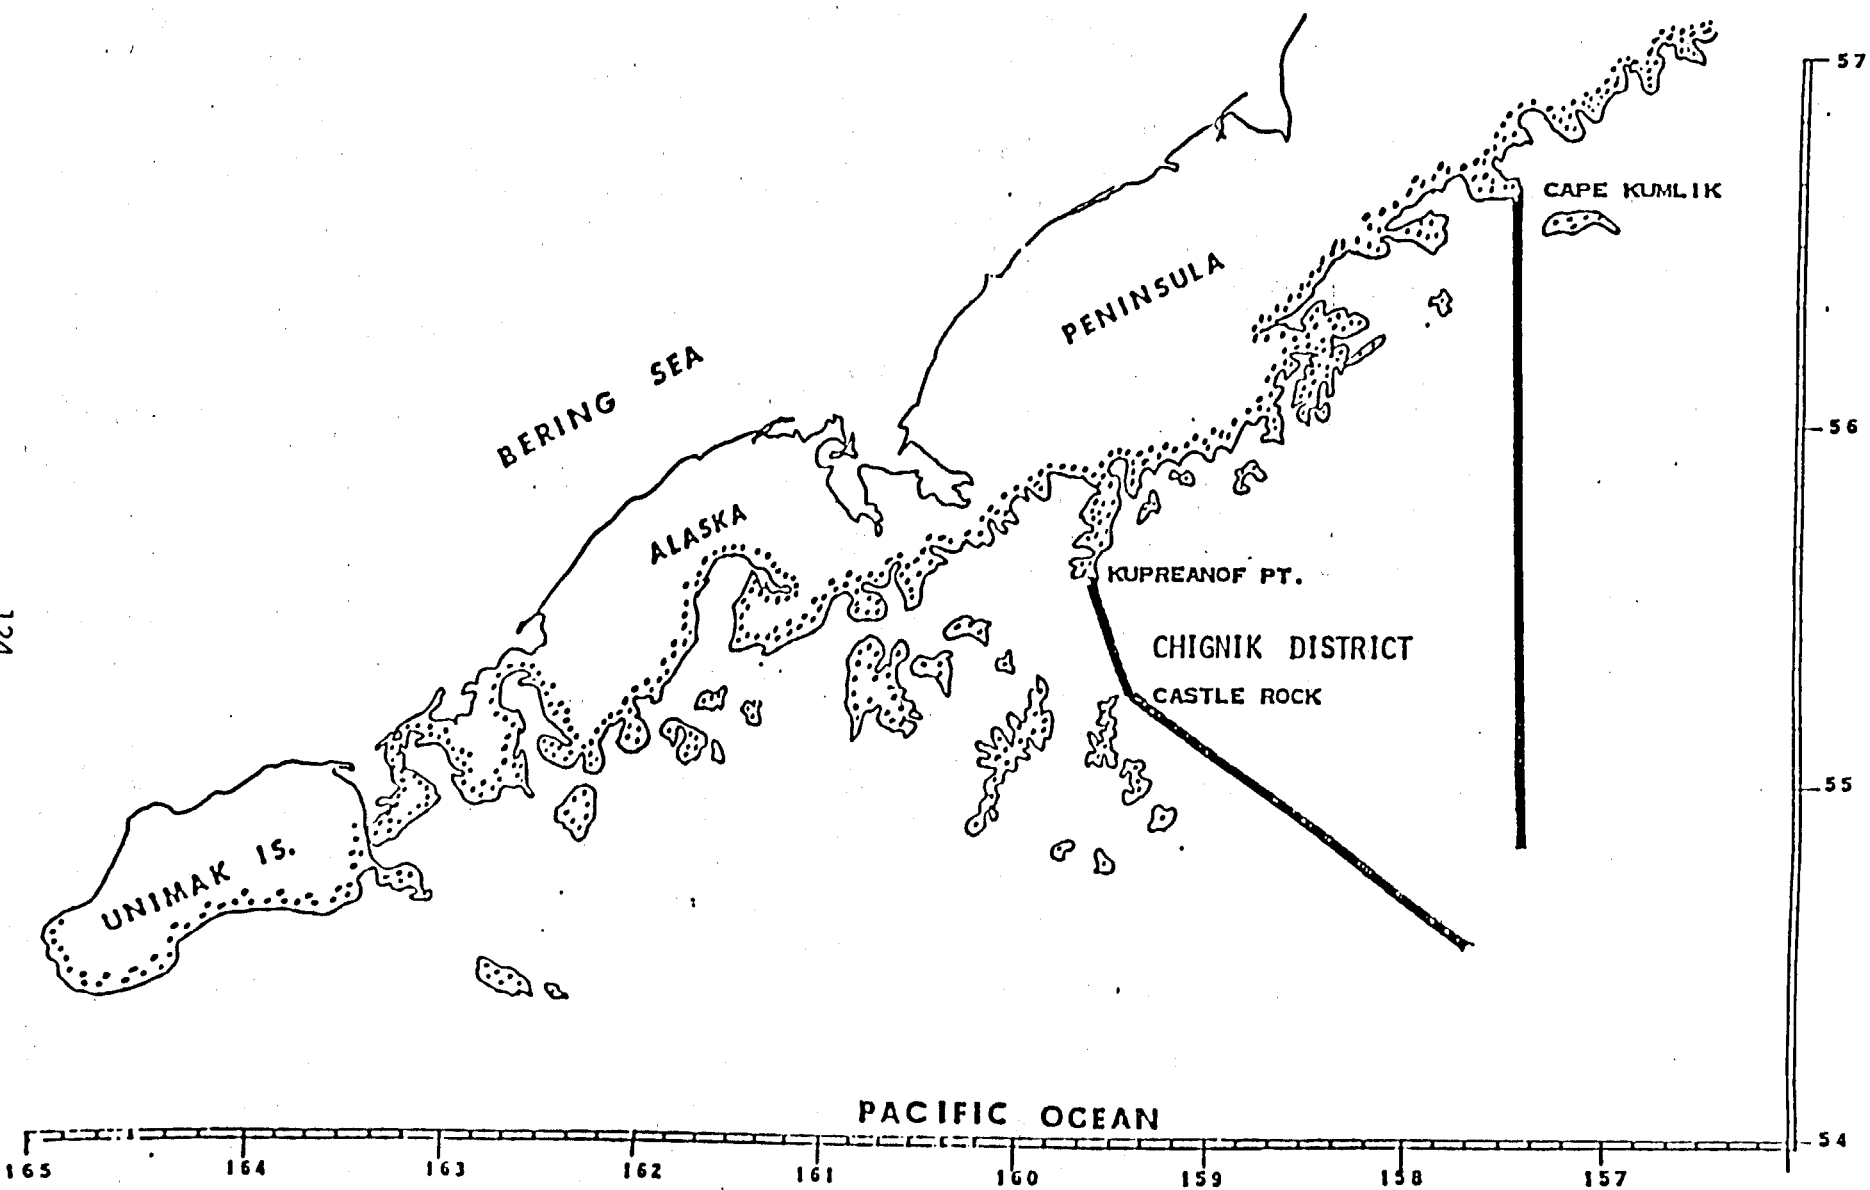 57
CAPE KUMLIK
PENINSULA
BERING SEA
56
ALASKA
KUPREANOF PT.
124
CHIGNIK DISTRICT
CASTLE ROCK
55
UNIMAK IS.
PACIFIC OCEAN
54
165 164 163 162 161 160 159 158 157